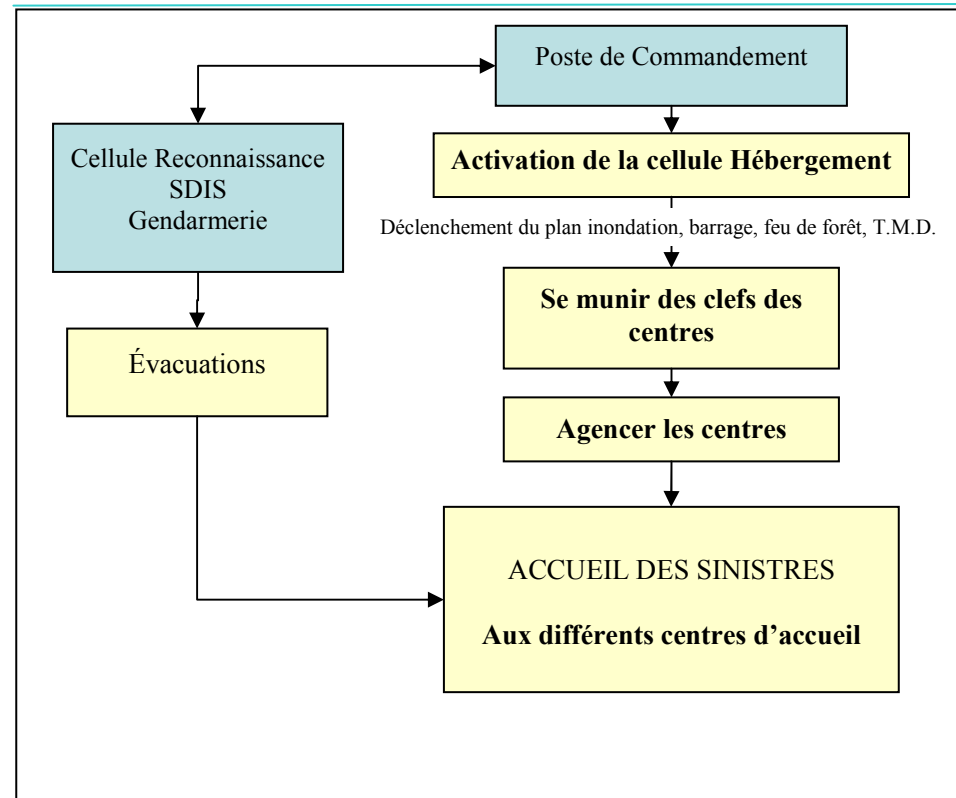 Poste de Commandement
Cellule Reconnaissance
SDIS
Gendarmerie
Activation de la cellule Hébergement
Déclenchement du plan inondation, barrage, feu de forêt, T.M.D.
Se munir des clefs des
centres
Évacuations
Agencer les centres
ACCUEIL DES SINISTRES
Aux différents centres d’accueil